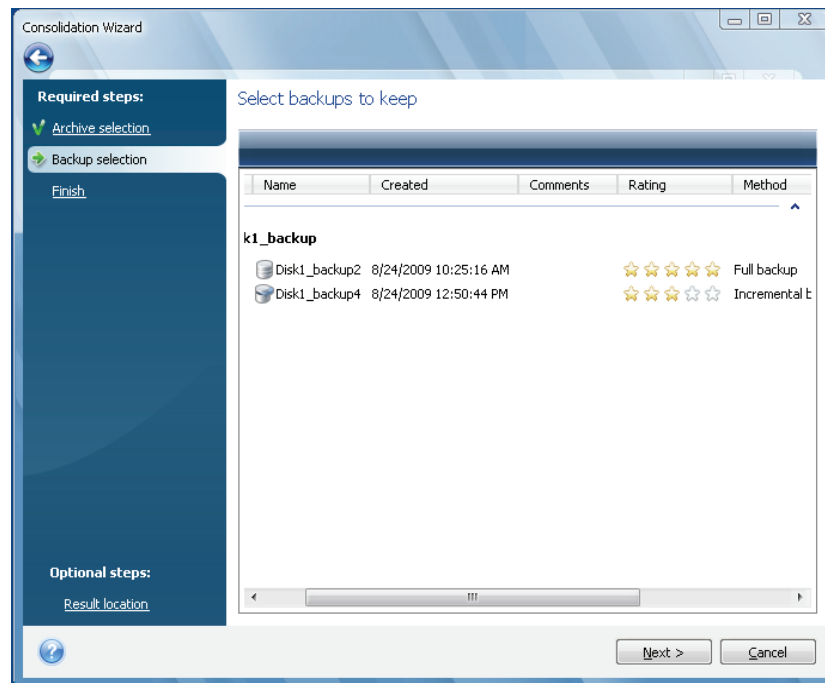 Consolidation Wizard
Required steps:
Archive selection
Backup selection
Finish
Optional steps:
Result location
Select backups to keep
Name Created Comments Rating Method
k1_backup
Disk1_backup2 8/24/2009 10:25:16 AM Full backup
Disk1_backup4 8/24/2009 12:50:44 PM Incremental b
Next > Cancel